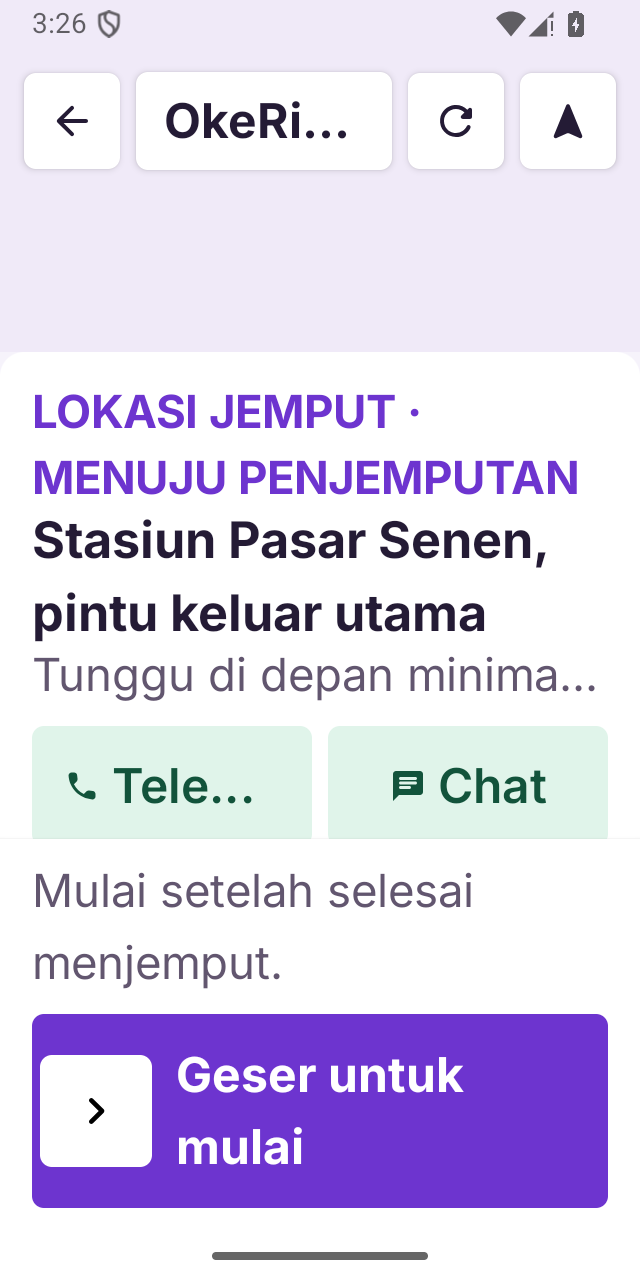 3:26
OkeRi...
LOKASI JEMPUT ·
MENUJU PENJEMPUTAN
Stasiun Pasar Senen,
pintu keluar utama
Tunggu di depan minima...
Tele...
Chat
Mulai setelah selesai
menjemput.
Geser untuk
mulai